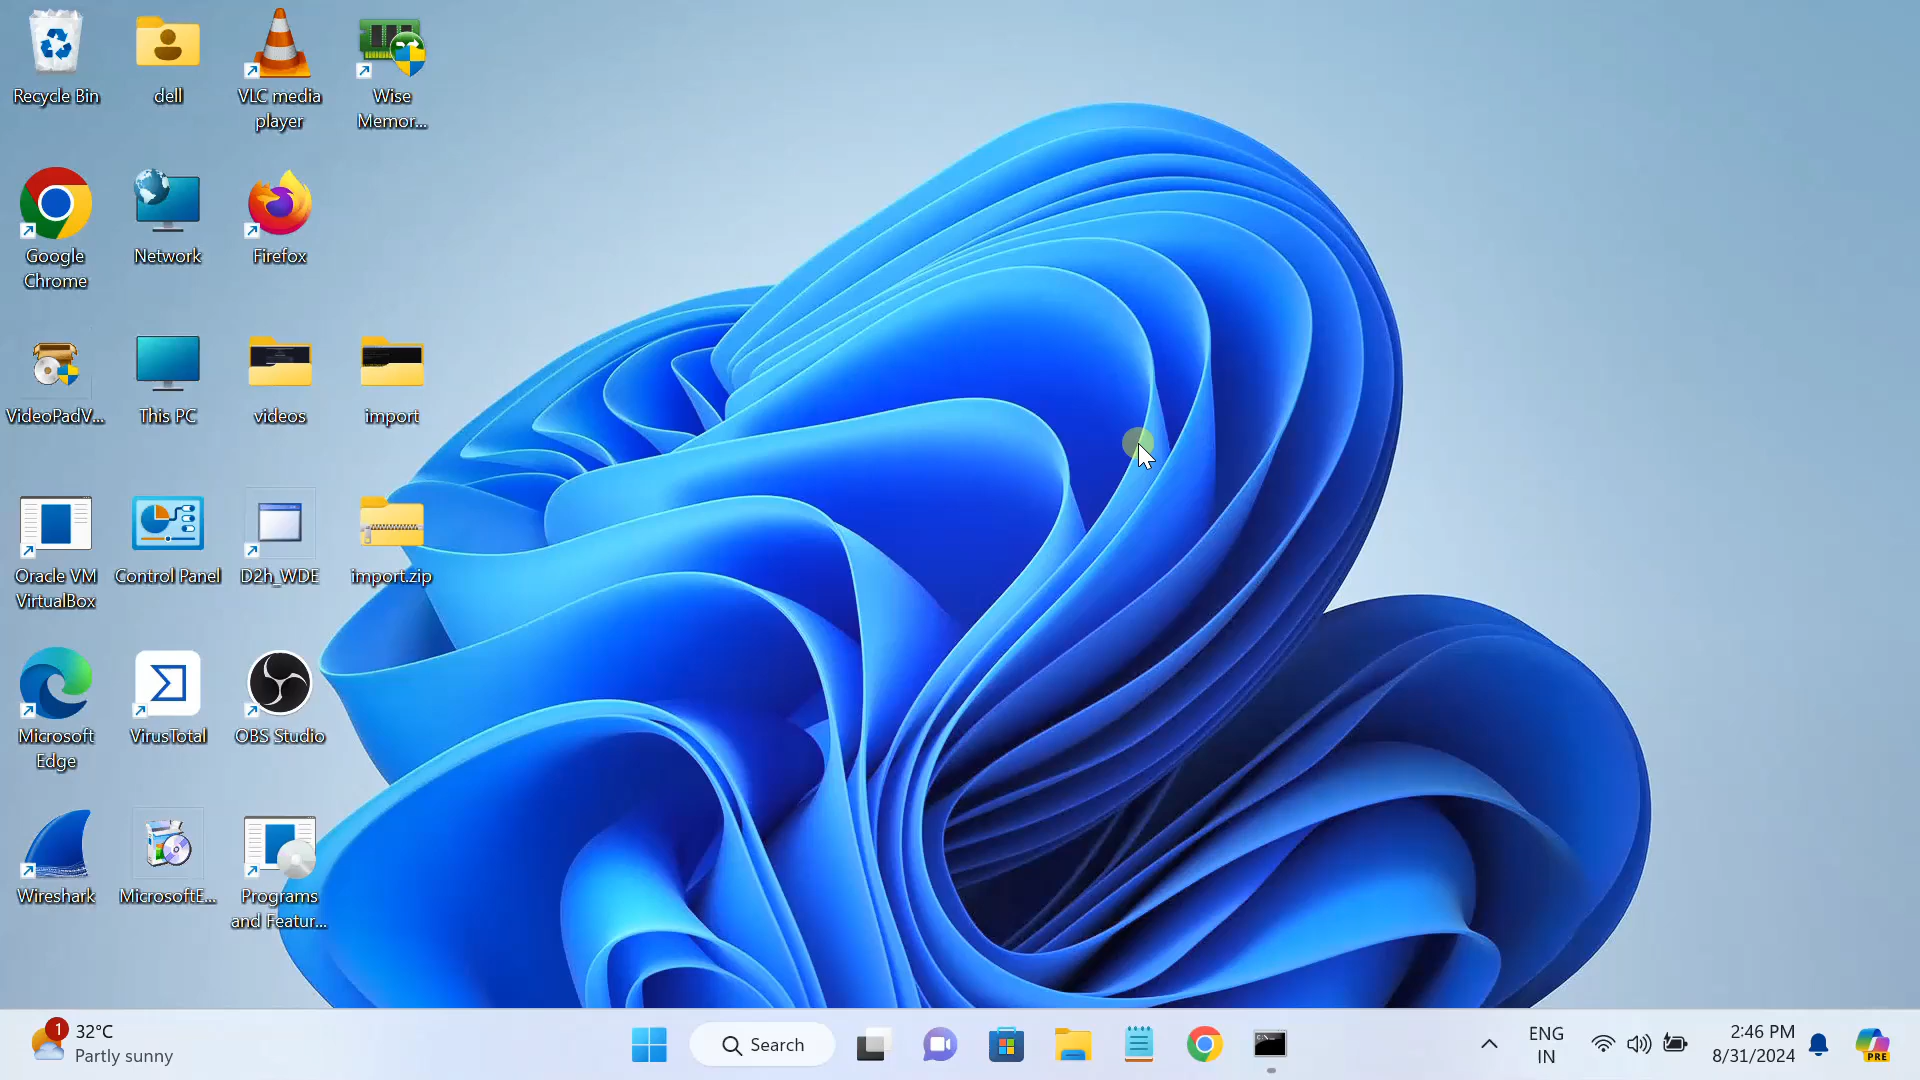 Recycle Bin
dell
VLC media
player
Wise
Memor...
Google
Chrome
Network
Firefox
VideoPadV...
This PC
videos
import
Oracle VM
VirtualBox
Control Panel
D2h_WDE
import.zip
Microsoft
Edge
VirusTotal
OBS Studio
Wireshark
MicrosoftE...
Programs
and Featur...
1
32°C
Partly sunny
Search
ENG
IN
2:46 PM
8/31/2024
PRE